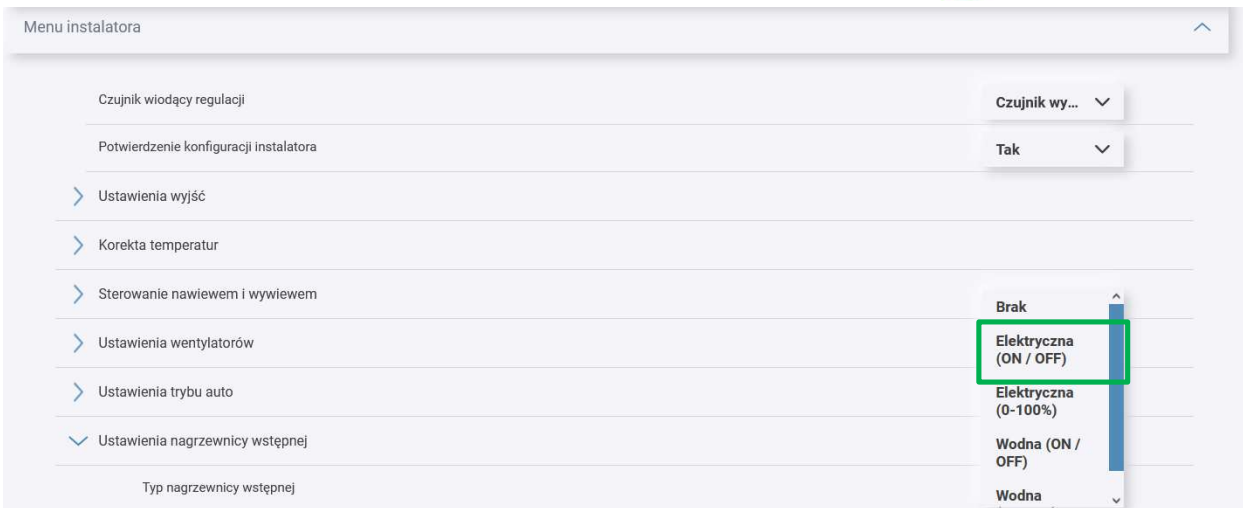 Menu instalatora
Czujnik wiodący regulacji
Czujnik wy...
Potwierdzenie konfiguracji instalatora
Tak
Ustawienia wyjść
Korekta temperatur
Sterowanie nawiewem i wywiewem
Brak
Ustawienia wentylatorów
Elektryczna
(ON / OFF)
Ustawienia trybu auto
Elektryczna
(0-100%)
Ustawienia nagrzewnicy wstępnej
Wodna (ON /
OFF)
Typ nagrzewnicy wstępnej
Wodna